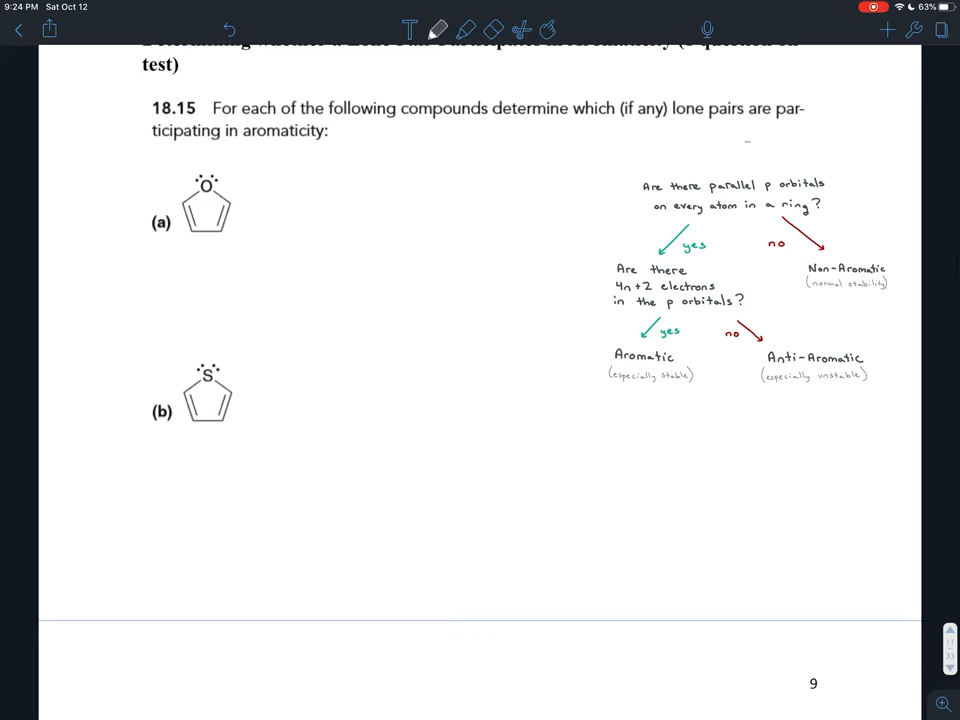 9:24 PM Sat Oct 12
63%
test)
18.15 For each of the following compounds determine which (if any) lone pairs are par-
ticipating in aromaticity:
O
(a)
S
(b)
Are there parallel p orbitals
on every atom in a ring?
yes
no
Are there
4n+2 electrons
in the p orbitals?
Non-Aromatic
(normal stability)
yes
no
Aromatic
(especially stable)
Anti-Aromatic
(especially unstable)
9